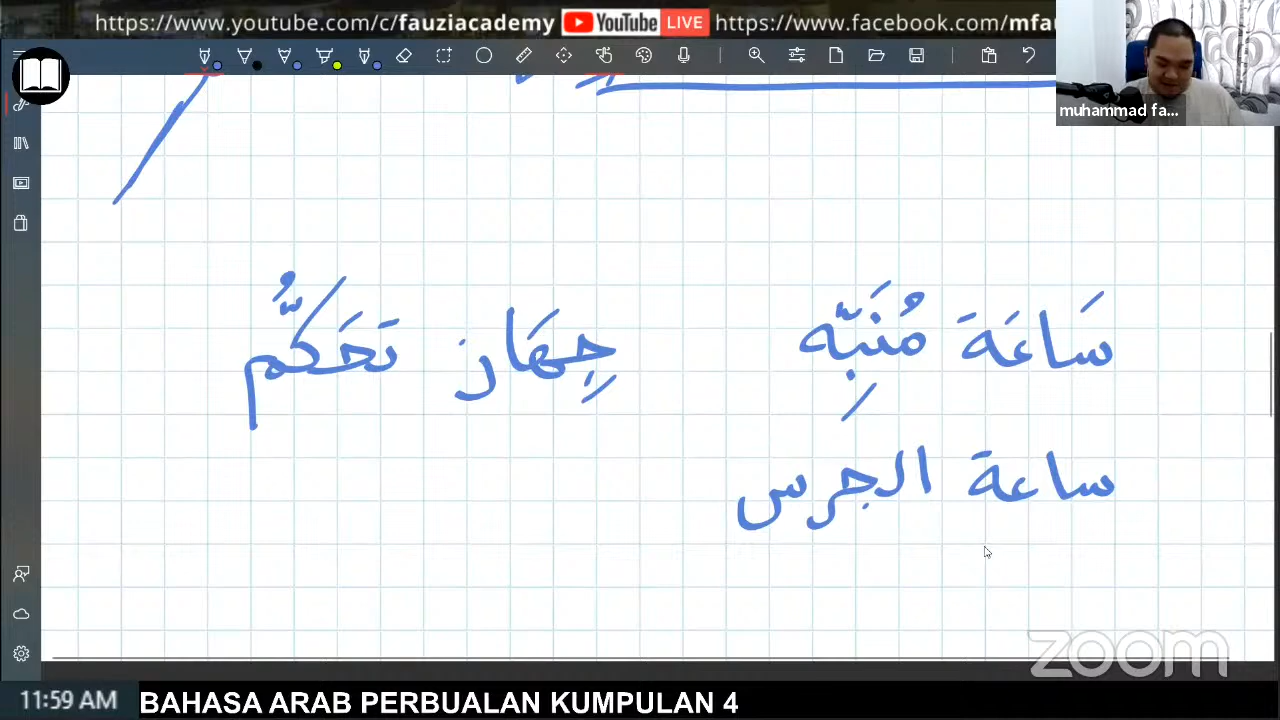 https://www.youtube.com/c/fauziacademy YouTube LIVE https://www.facebook.com/mfau
muhammad fa...
سَاعَة مُنَبِّه
جِهَاز تَحَكُّم
ساعة الجرس
zoom
11:59 AM BAHASA ARAB PERBUALAN KUMPULAN 4